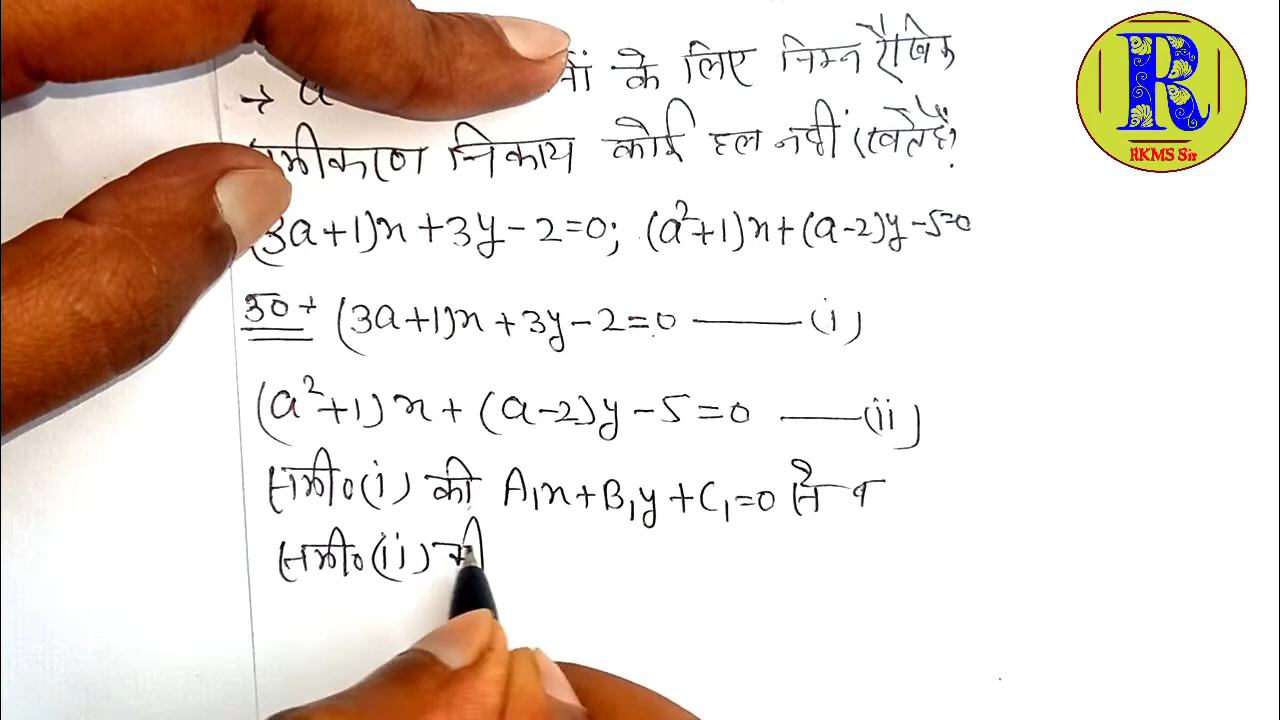 → a के लिए निम्न रैखिक
समीकरण निकाय कोई हल नहीं रखते है?
(3a+1)x+3y-2=0; (a²+1)x+(a-2)y-5=0
उ० → (3a+1)x+3y-2=0 —— (i)
(a²+1)x+(a-2)y-5=0 —— (ii)
समी०(i) की A₁x+B₁y+C₁=0 से व
समी०(ii) की
R
RKMS Sir